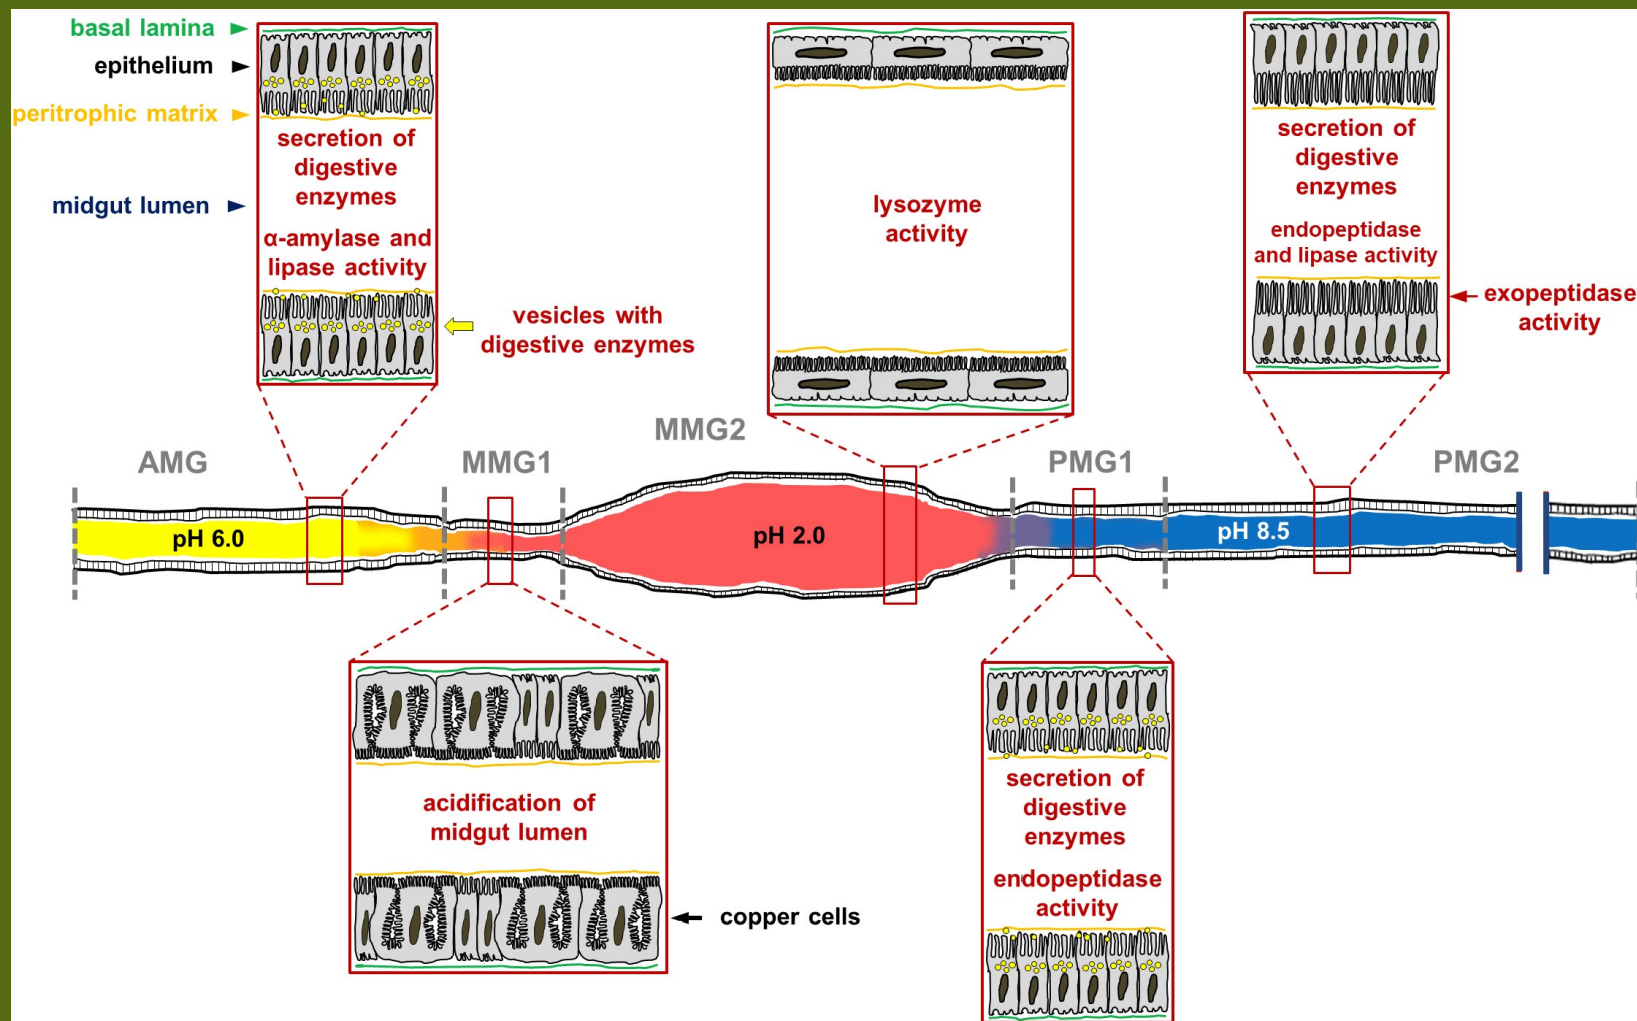 basal lamina
epithelium
peritrophic matrix
midgut lumen
secretion of
digestive
enzymes
α-amylase and
lipase activity
vesicles with
digestive enzymes
lysozyme
activity
secretion of
digestive
enzymes
endopeptidase
and lipase activity
exopeptidase
activity
AMG
MMG1
MMG2
PMG1
PMG2
pH 6.0
pH 2.0
pH 8.5
acidification of
midgut lumen
copper cells
secretion of
digestive
enzymes
endopeptidase
activity